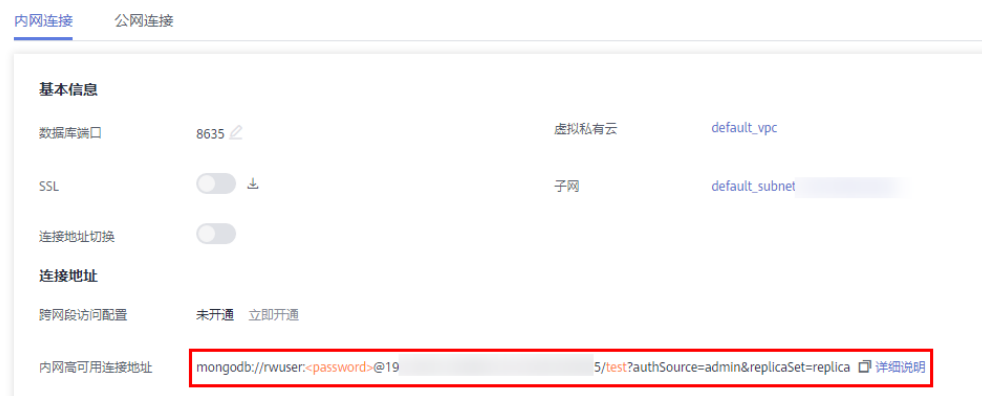 内网连接 公网连接
基本信息
数据库端口 8635 虚拟私有云 default_vpc
SSL 子网 default_subnet
连接地址切换
连接地址
跨网段访问配置 未开通 立即开通
内网高可用连接地址 mongodb://rwuser:<password>@19 5/test?authSource=admin&replicaSet=replica 详细说明